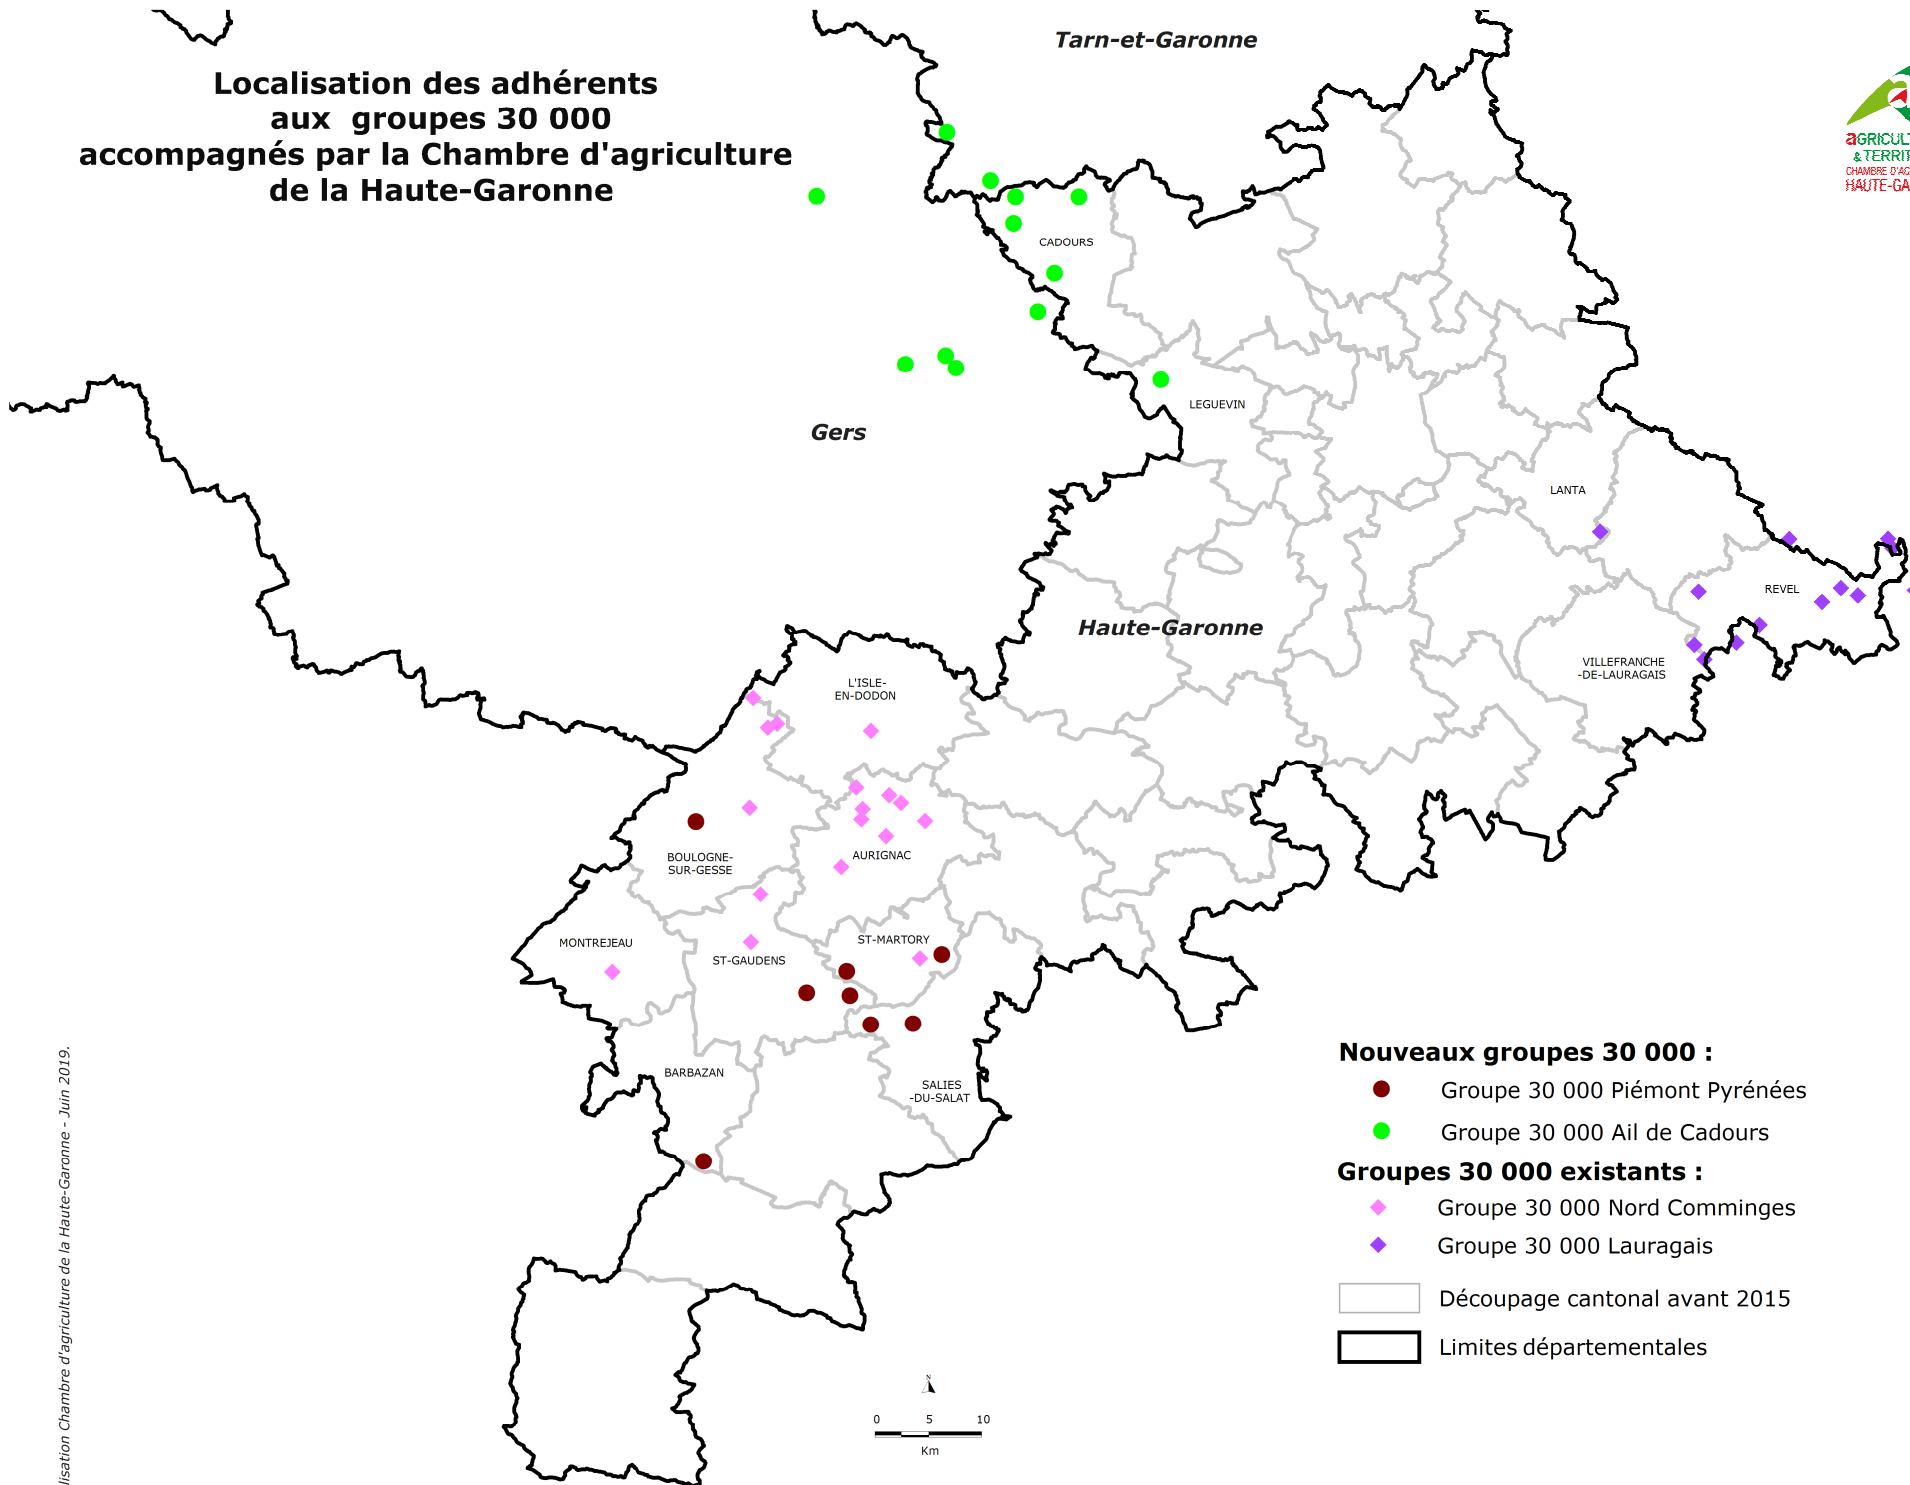 Tarn-et-Garonne
Localisation des adhérents
aux groupes 30 000
accompagnés par la Chambre d'agriculture
de la Haute-Garonne
CHAMBRE
CADOURS
LEGUEVIN
Gers
LANTA
REVEL
Haute-Garonne
VILLEFRANCHE
-DE-LAURAGAIS
L'ISLE-
EN-DODON
BOULOGNE-
SUR-GESSE
AURIGNAC
MONTREJEAU
ST-MARTORY
ST-GAUDENS
BARBAZAN
SALIES
-DU-SALAT
Nouveaux groupes 30 000 :
Groupe 30 000 Piémont Pyrénées
Groupe 30 000 Ail de Cadours
Groupes 30 000 existants :
Groupe 30 000 Nord Comminges
Groupe 30 000 Lauragais
Découpage cantonal avant 2015
Limites départementales
N
0 5 10
Km
lisation Chambre d'agriculture de la Haute-Garonne - Juin 2019.